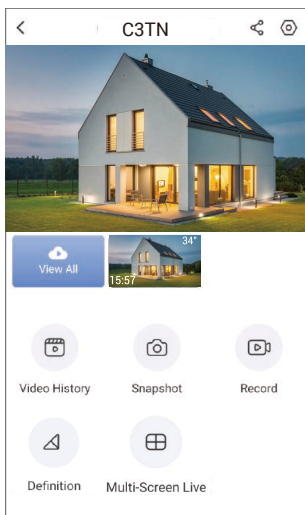 C3TN
View All
34"
15:57
Video History
Snapshot
Record
Definition
Multi-Screen Live